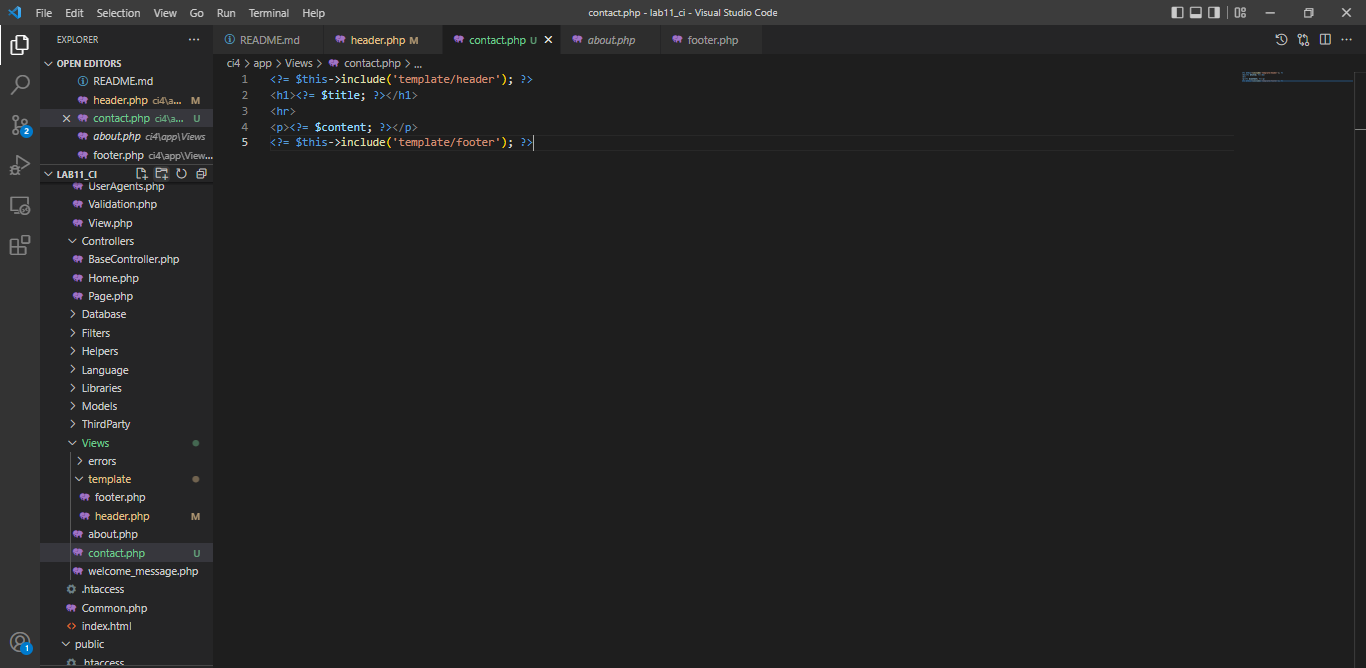 File Edit Selection View Go Run Terminal Help
contact.php - lab11_ci - Visual Studio Code
EXPLORER
OPEN EDITORS
README.md
header.php ci4\a... M
contact.php ci4\a... U
about.php ci4\app\Views
footer.php ci4\app\View...
LAB11_CI
UserAgents.php
Validation.php
View.php
Controllers
BaseController.php
Home.php
Page.php
Database
Filters
Helpers
Language
Libraries
Models
ThirdParty
Views
errors
template
footer.php
header.php M
about.php
contact.php U
welcome_message.php
.htaccess
Common.php
index.html
public
.htaccess
2
1
README.md
header.php M
contact.php U
about.php
footer.php
ci4 > app > Views > contact.php > ...
1 <?= $this->include('template/header'); ?>
2 <h1><?= $title; ?></h1>
3 <hr>
4 <p><?= $content; ?></p>
5 <?= $this->include('template/footer'); ?>